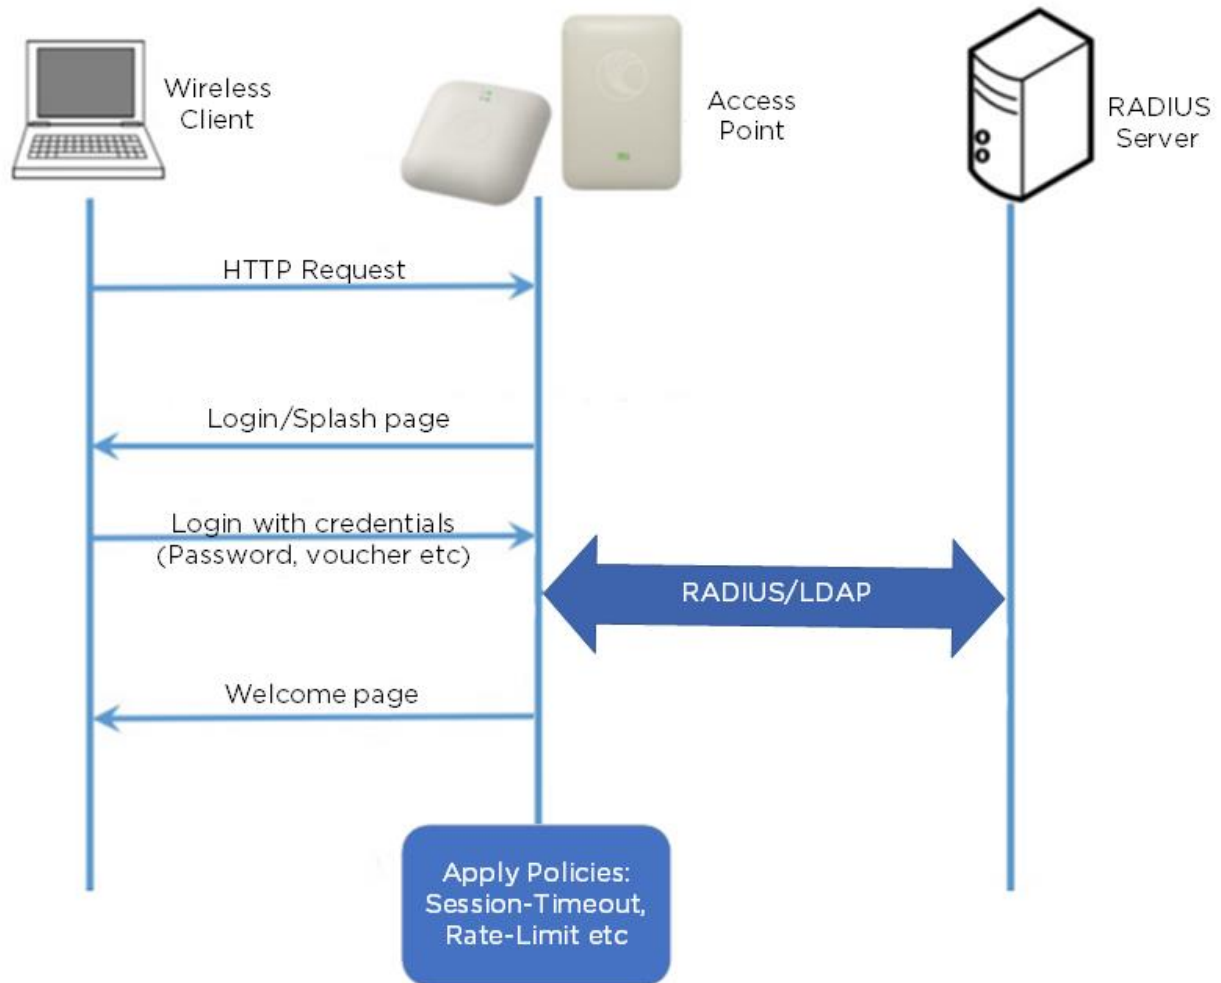 Wireless
Client
Access
Point
RADIUS
Server
HTTP Request
Login/Splash page
Login with credentials
(Password, voucher etc)
RADIUS/LDAP
Welcome page
Apply Policies:
Session-Timeout,
Rate-Limit etc